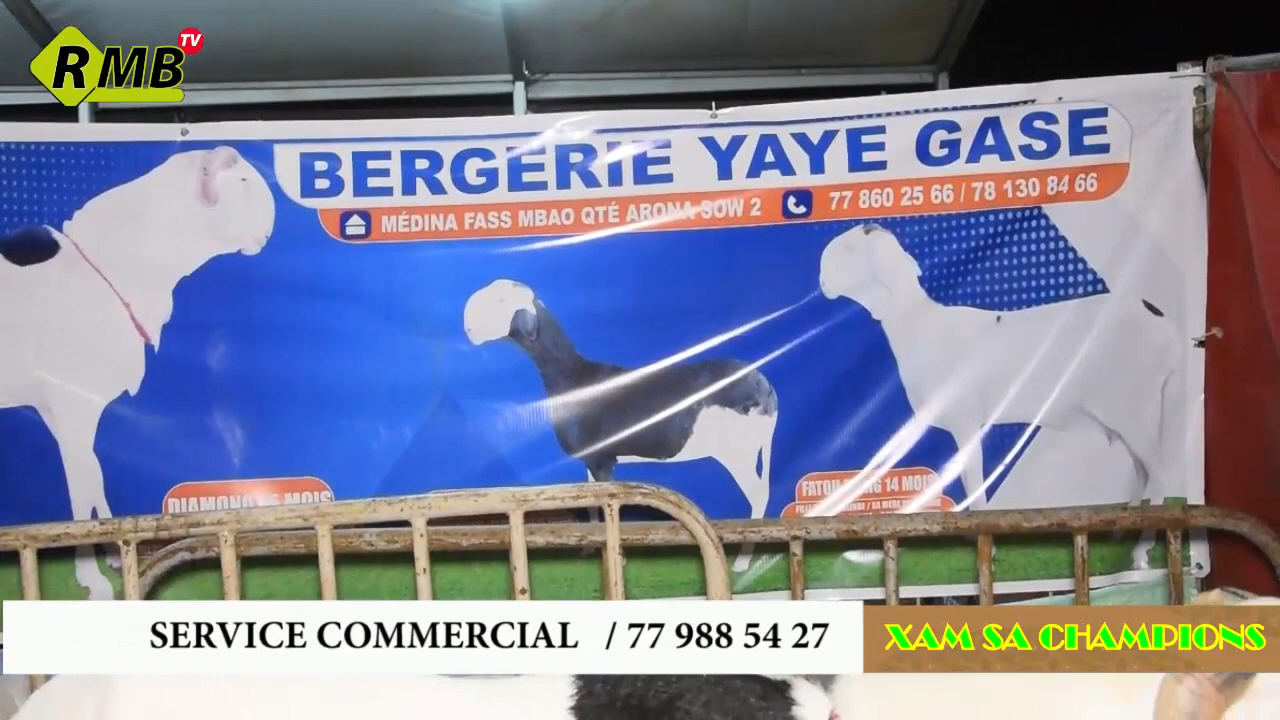 RMB TV
BERGERIE YAYE GASE
MÉDINA FASS MBAO QTÉ ARONA SOW 2
77 860 25 66 / 78 130 84 66
MOIS
14 MOIS
SERVICE COMMERCIAL / 77 988 54 27
XAM SA CHAMPIONS